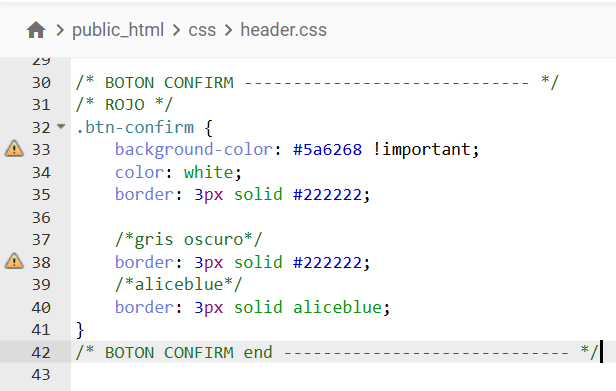 public_html > css > header.css
29
30 /* BOTON CONFIRM ----------------------------- */
31 /* ROJO */
32 .btn-confirm {
33     background-color: #5a6268 !important;
34     color: white;
35     border: 3px solid #222222;
36
37     /*gris oscuro*/
38     border: 3px solid #222222;
39     /*aliceblue*/
40     border: 3px solid aliceblue;
41 }
42 /* BOTON CONFIRM end ----------------------------- */
43